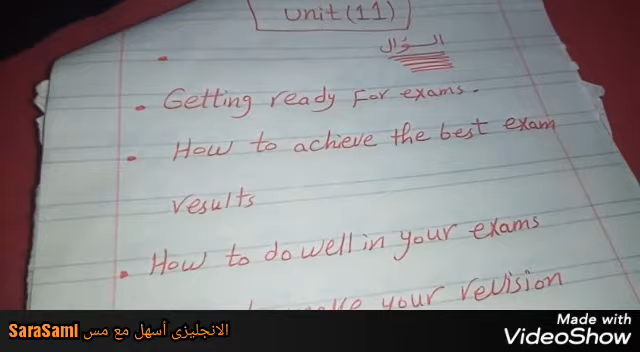 Unit (11)
السؤال
. Getting ready For exams.
. How to achieve the best exam
results
. How to do well in your exams
your revision
SaraSaml الانجليزى أسهل مع مس
Made with
VideoShow